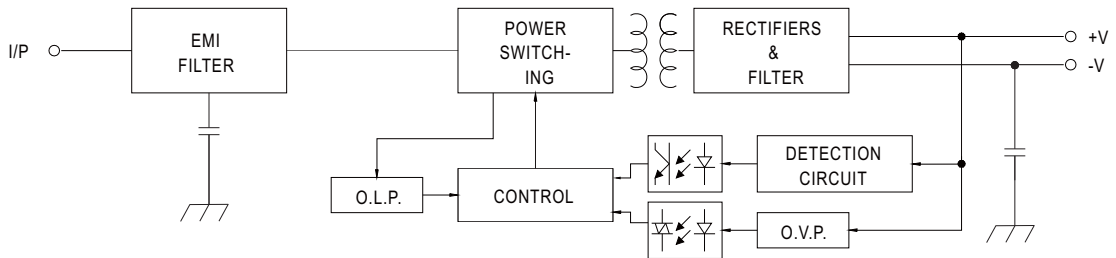 I/P
EMI
FILTER
POWER
SWITCH-
ING
RECTIFIERS
&
FILTER
+V
-V
DETECTION
CIRCUIT
O.L.P.
CONTROL
O.V.P.